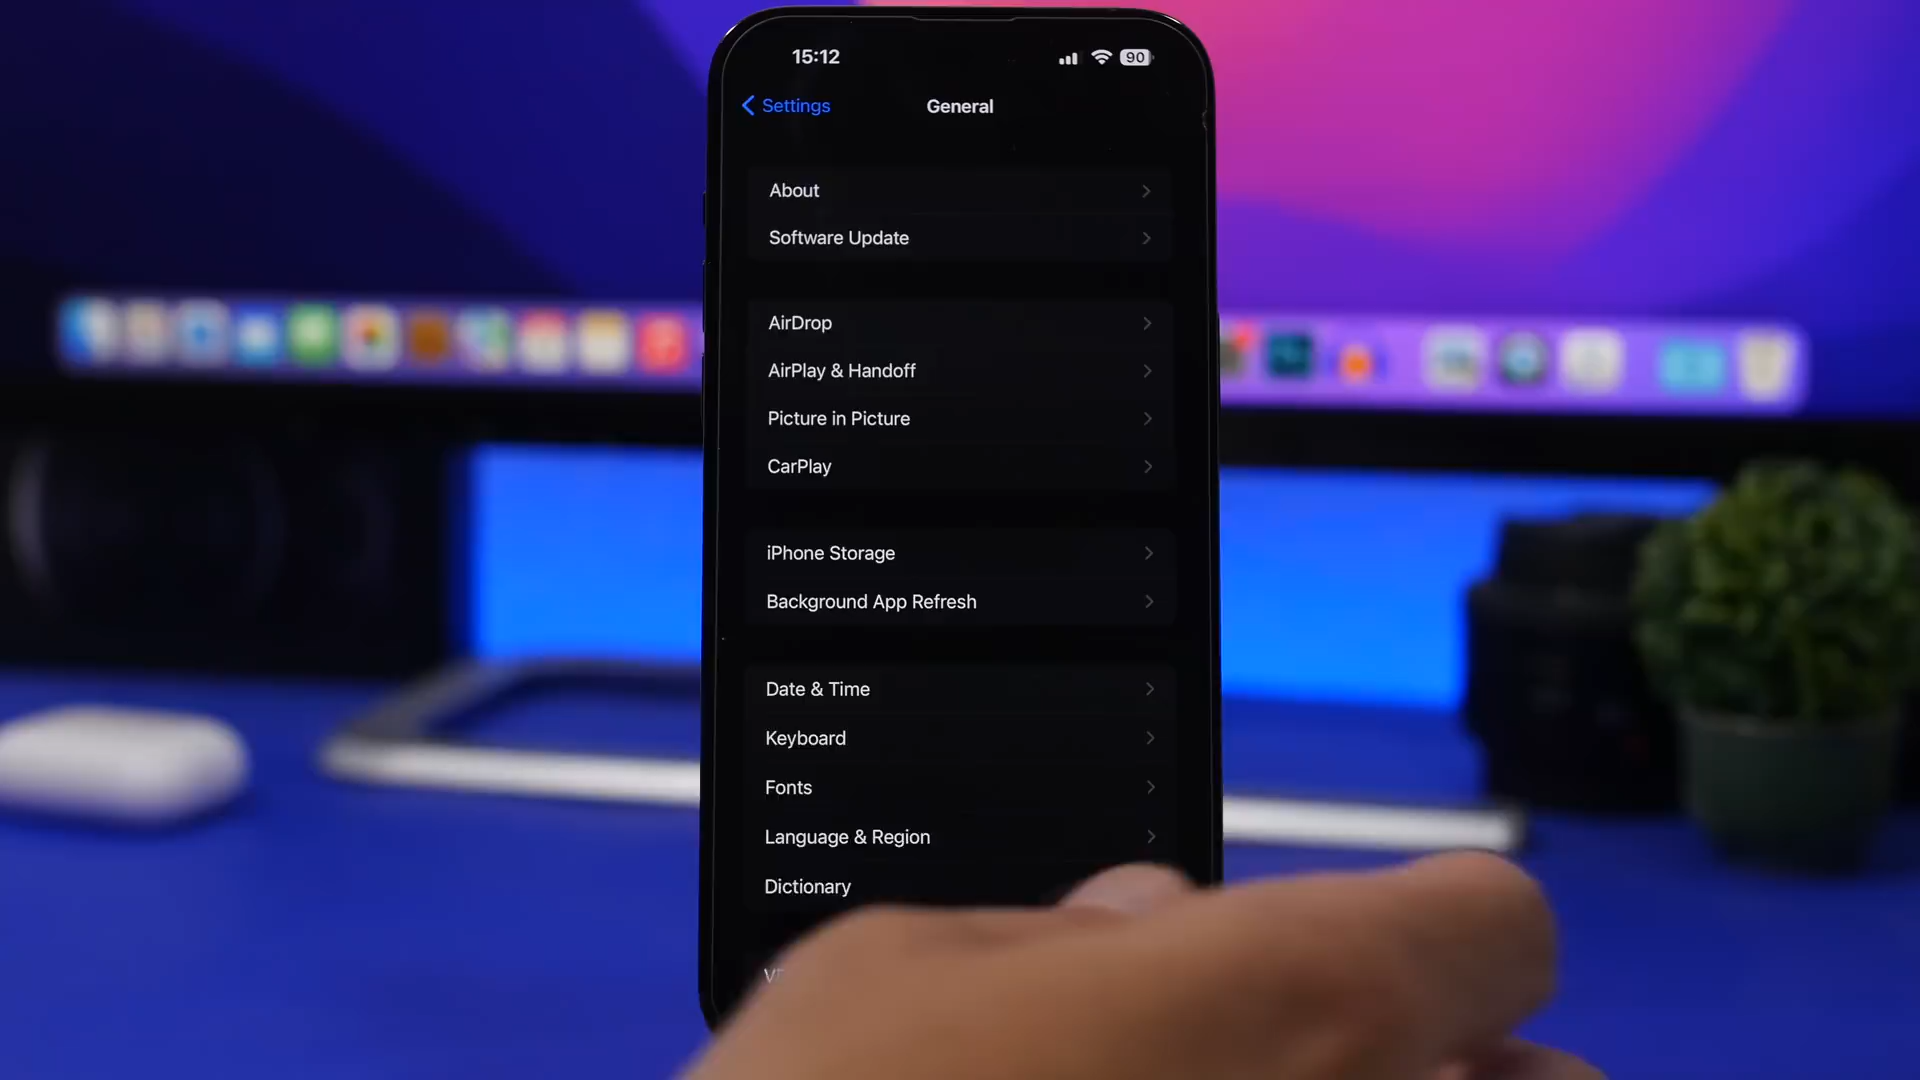 15:12
90
Settings
General
About
Software Update
AirDrop
AirPlay & Handoff
Picture in Picture
CarPlay
iPhone Storage
Background App Refresh
Date & Time
Keyboard
Fonts
Language & Region
Dictionary